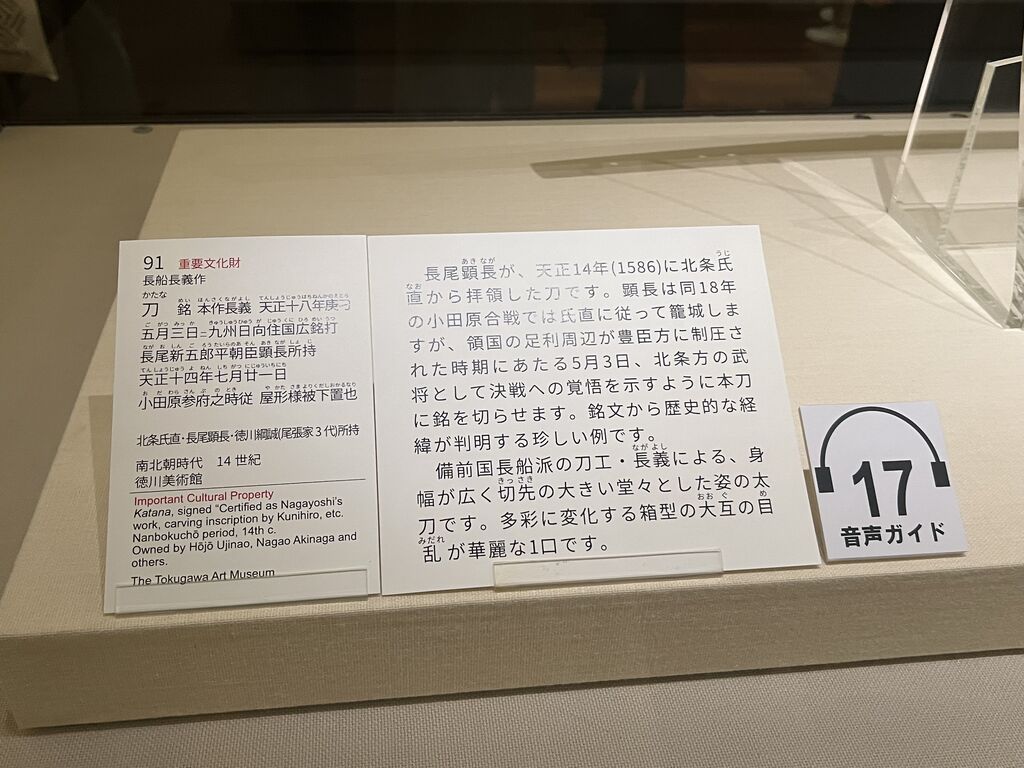 91 重要文化財
長船長義作
かたな めい ほんさくながよし てんしょうじゅうはちねんかのえとら
刀 銘 本作長義 天正十八年庚刁
ご がつ みっ か きゅうしゅうひゅう が じゅう くに ひろ めい うつ
五月三日ニ九州日向住国広銘打
なが お しん ご ろう たいらの あ そん あき なが しょ じ
長尾新五郎平朝臣顕長所持
てんしょうじゅう よ ねん しち がつ にじゅういちにち
天正十四年七月廿一日
お だ わら さん ぷ の とき や かた さま より くだしおかるるなり
小田原参府之時従 屋形様被下置也
北条氏直・長尾顕長・徳川綱誠(尾張家3代)所持
南北朝時代 14世紀
徳川美術館
Important Cultural Property
Katana, signed “Certified as Nagayoshi's
work, carving inscription by Kunihiro, etc.
Nanbokuchō period, 14th c.
Owned by Hōjō Ujinao, Nagao Akinaga and
others.
The Tokugawa Art Museum
あき なが うじ
長尾顕長が、天正14年(1586)に北条氏
なお
直から拝領した刀です。顕長は同18年
の小田原合戦では氏直に従って籠城しま
すが、領国の足利周辺が豊臣方に制圧さ
れた時期にあたる5月3日、北条方の武
将として決戦への覚悟を示すように本刀
に銘を切らせます。銘文から歴史的な経
緯が判明する珍しい例です。
ながよし
備前国長船派の刀工・長義による、身
きっさき
幅が広く切先の大きい堂々とした姿の太
おお ぐ め
刀です。多彩に変化する箱型の大互の目
みだれ
乱が華麗な1口です。
17
音声ガイド